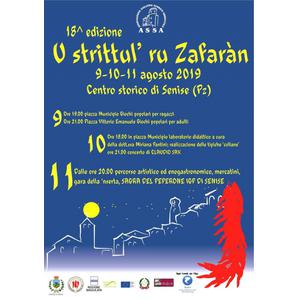 ASSA
18^ edizione
U strittul' ru Zafaràn
9-10-11 agosto 2019
Centro storico di Senise (Pz)
9 Ore 18.00 piazza Municipio Giochi popolari per ragazzi
Ore 21.00 Piazza Vittorio Emanuele Giochi popolari per adulti
10 Ore 18.00 in piazza Municipio laboratorio didattico a cura
della dott.ssa Miriana Fantini: realizzazione delle tipiche 'collane'
ore 21.00 concerto di CLAUDIO
11 Dalle ore 20.00 percorso artistico ed enogastronomico, mercatini,
gara della 'nserta, SAGRA DEL PEPERONE IGP DI SENISE